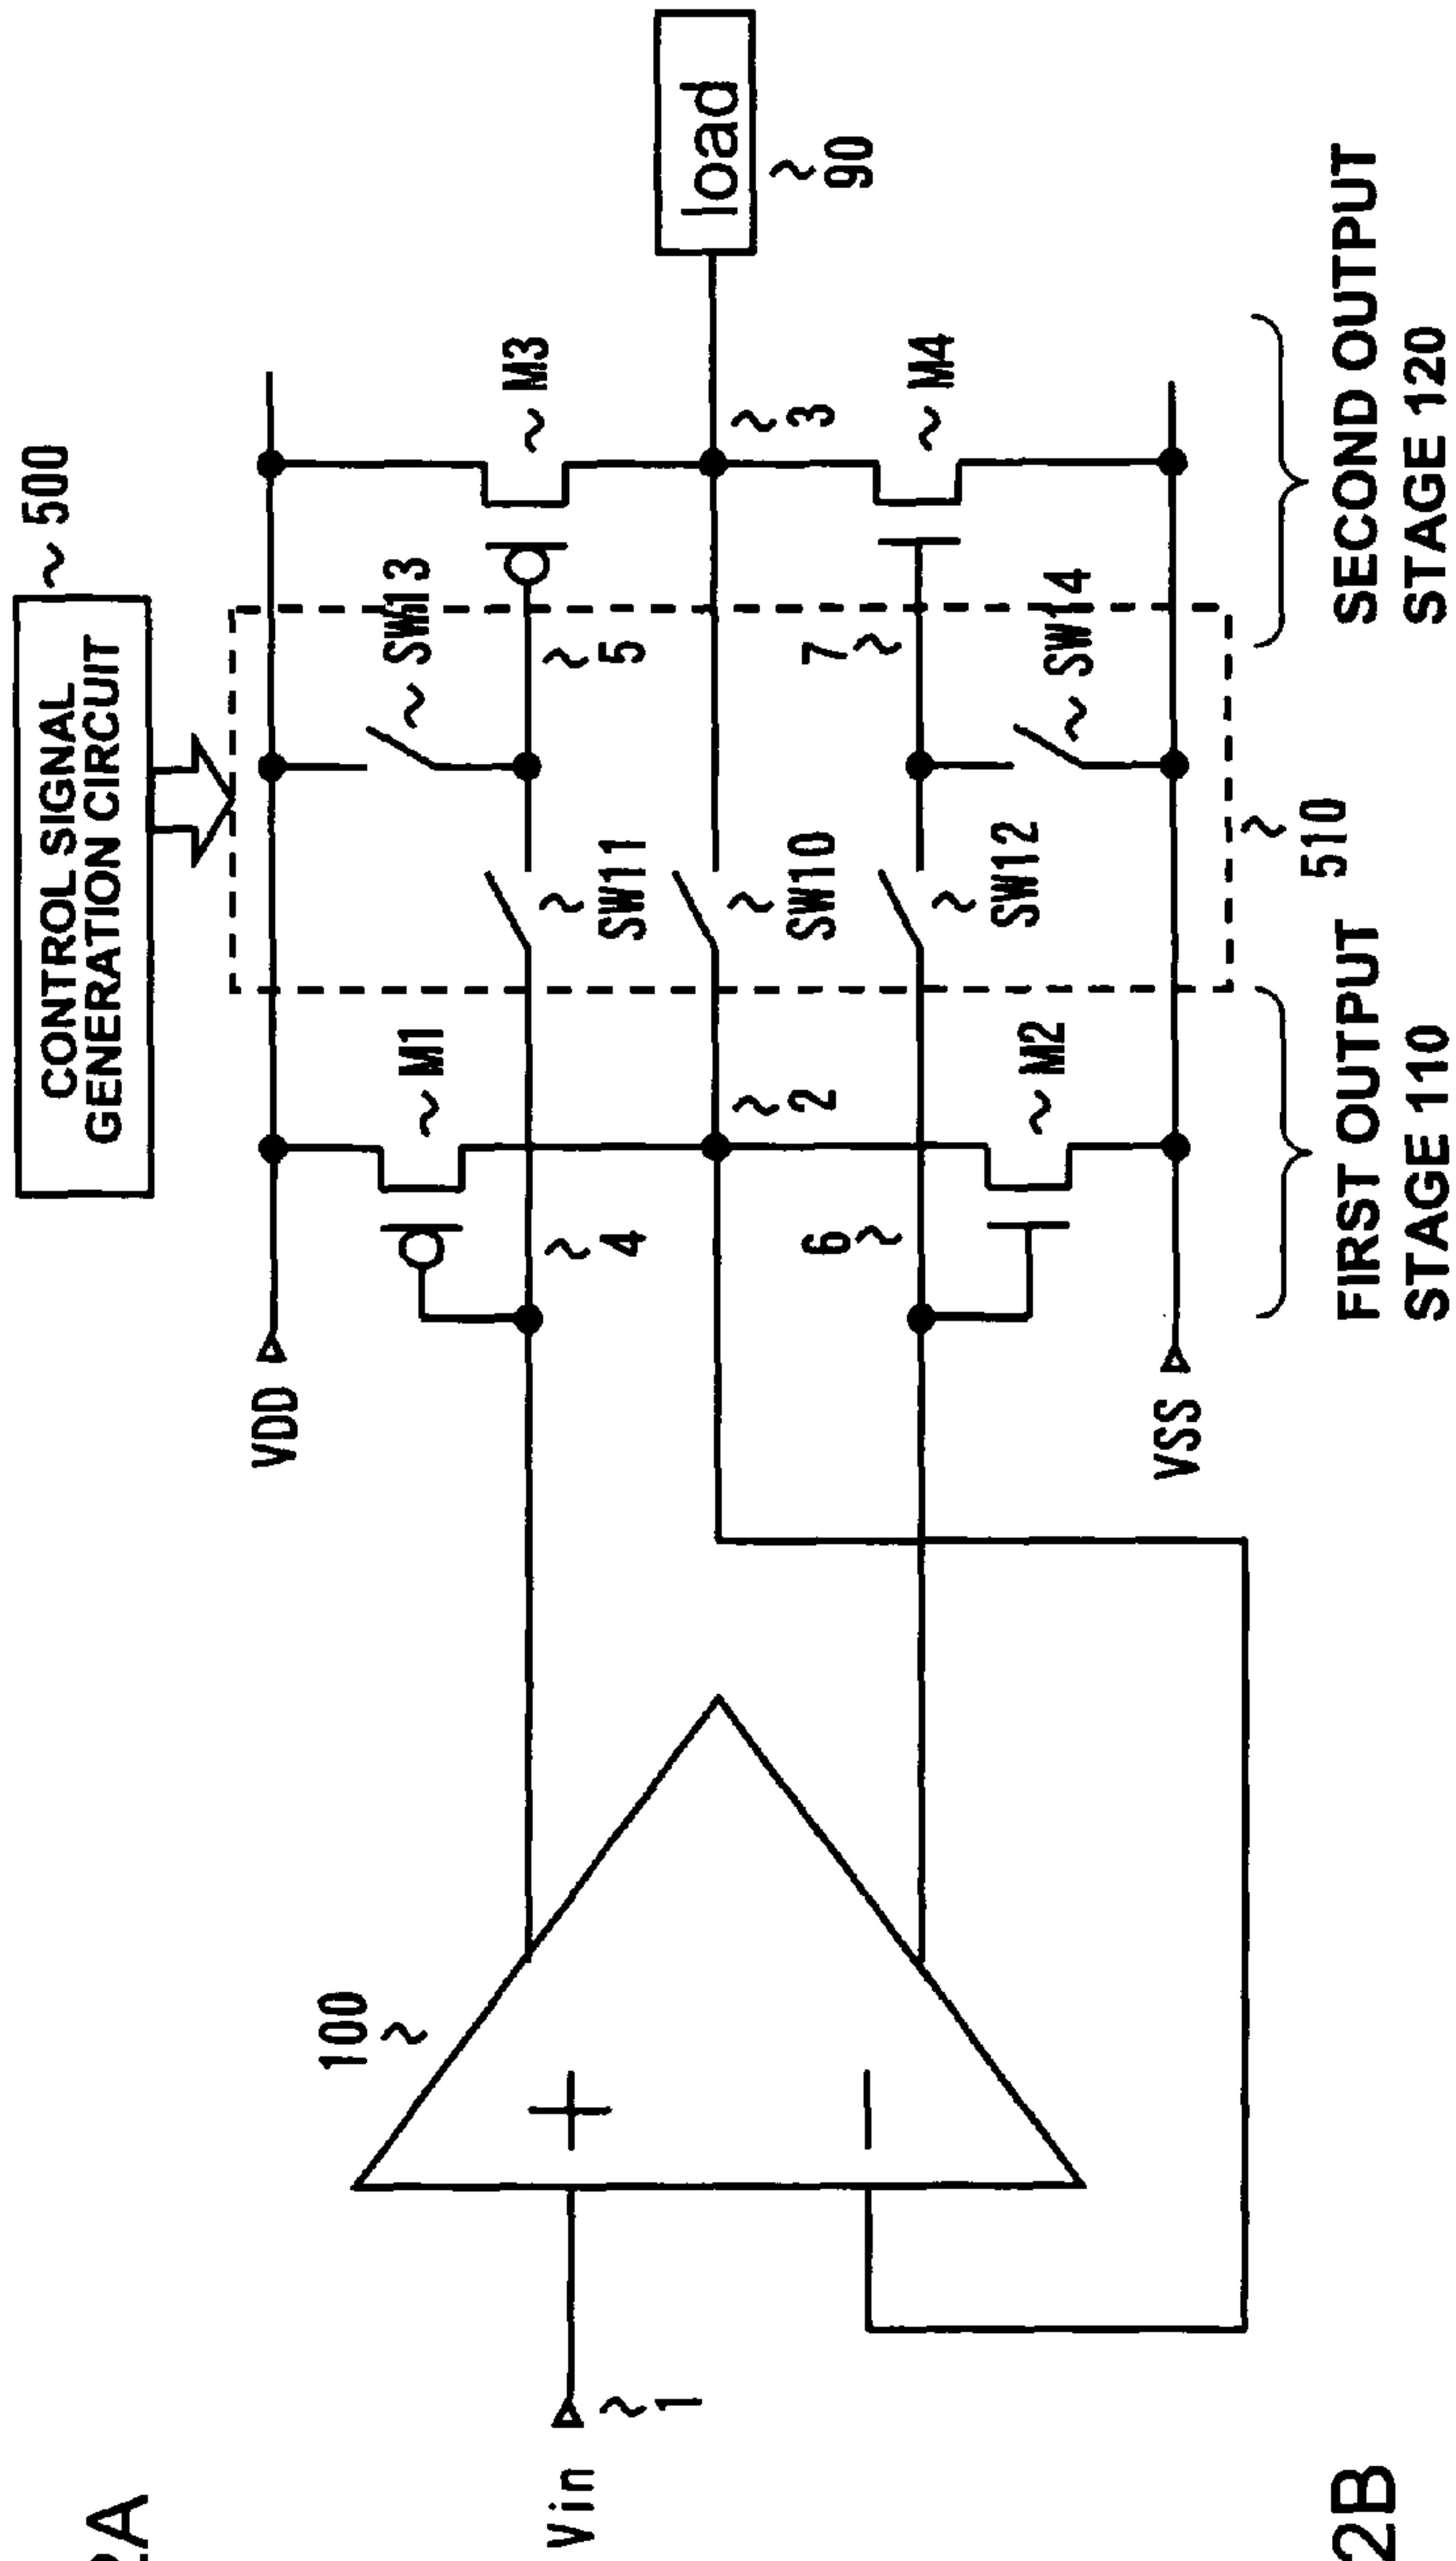 2A
CONTROL SIGNAL
GENERATION CIRCUIT
~ 500
VDD
~ M1
SW13
~ M3
100
4
SW11
5
load
90
Vin
1
2
SW10
3
6
SW12
7
~ M2
SW14
~ M4
VSS
510
FIRST OUTPUT
STAGE 110
SECOND OUTPUT
STAGE 120
2B